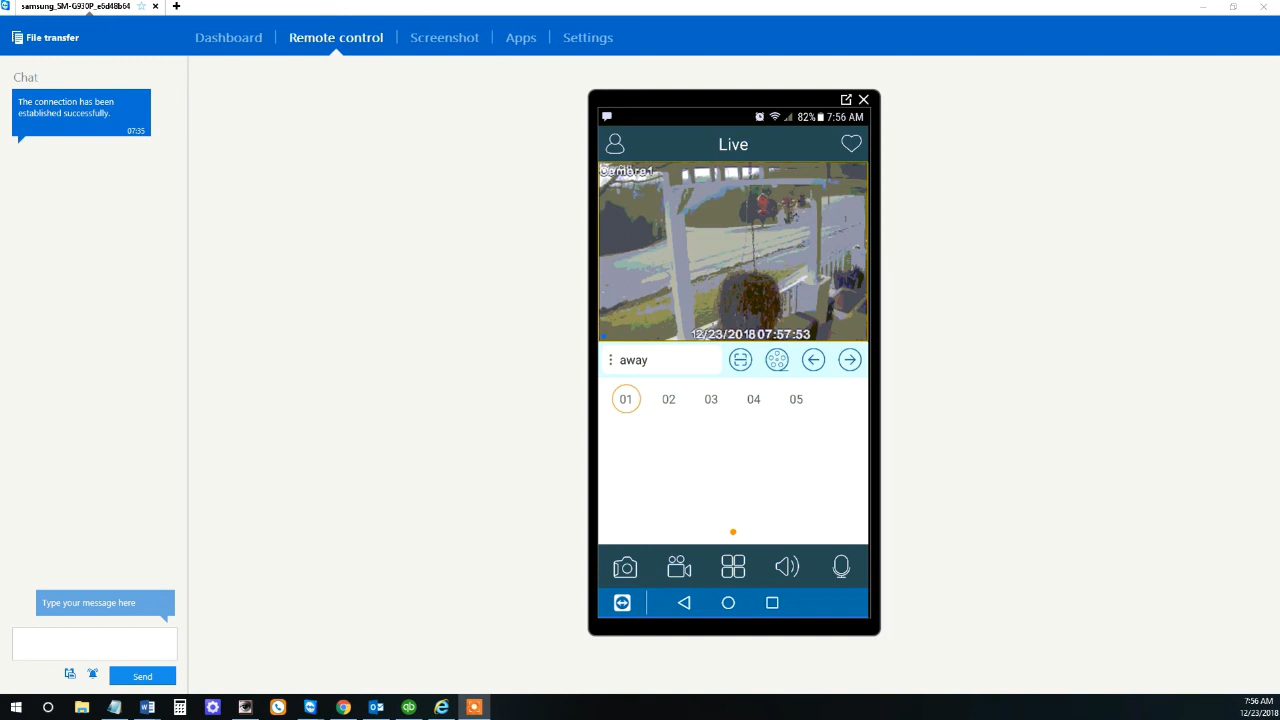 samsung_SM-G930P_e6d48b64
File transfer
Dashboard
Remote control
Screenshot
Apps
Settings
Chat
The connection has been
established successfully.
07:35
82% 7:56 AM
Live
Camera1
12/23/2018 07:57:53
away
01 02 03 04 05
Type your message here
Send
7:56 AM
12/23/2018